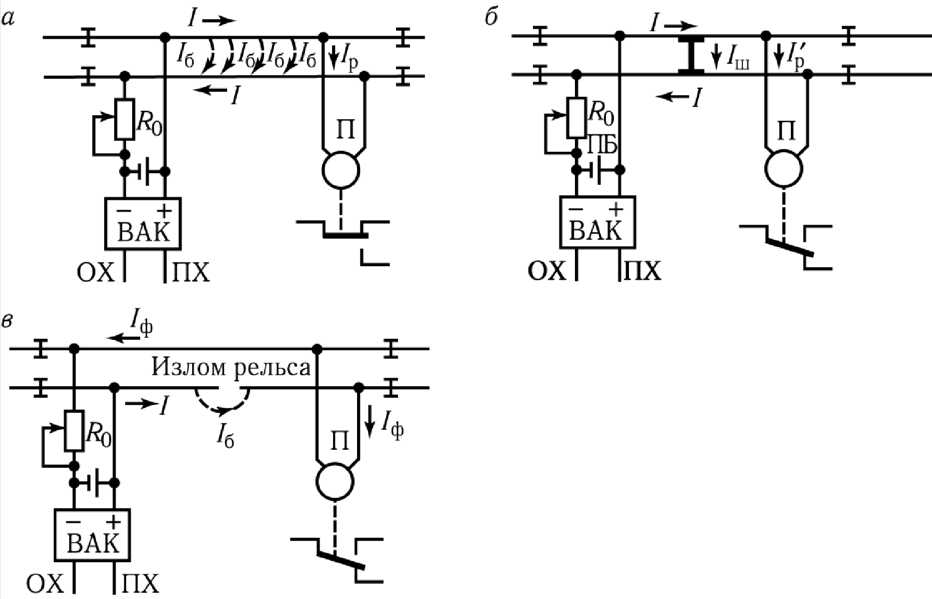 а
I
Iб Iб Iб Iб
Iр
I
R0
П
− +
ВАК
ОХ ПХ
б
I
Iш
I′р
I
R0
ПБ
П
− +
ВАК
ОХ ПХ
в
Iф
Излом рельса
I
Iб
Iф
R0
П
− +
ВАК
ОХ ПХ